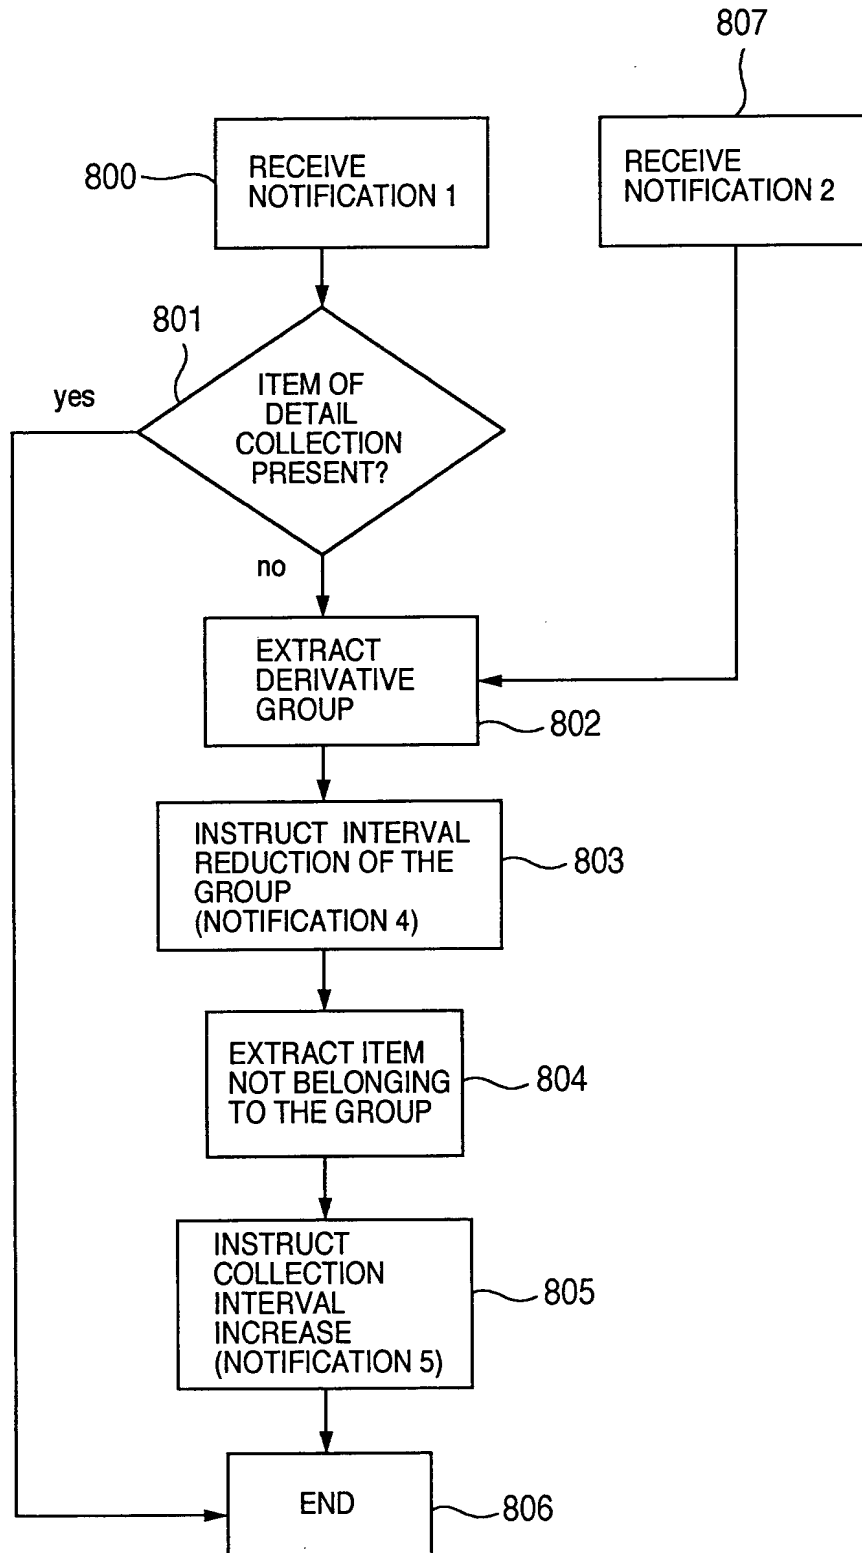 807
800
RECEIVE
NOTIFICATION 1
RECEIVE
NOTIFICATION 2
801
yes
ITEM OF
DETAIL
COLLECTION
PRESENT?
no
EXTRACT
DERIVATIVE
GROUP
802
INSTRUCT INTERVAL
REDUCTION OF THE
GROUP
(NOTIFICATION 4)
803
EXTRACT ITEM
NOT BELONGING
TO THE GROUP
804
INSTRUCT
COLLECTION
INTERVAL
INCREASE
(NOTIFICATION 5)
805
END
806